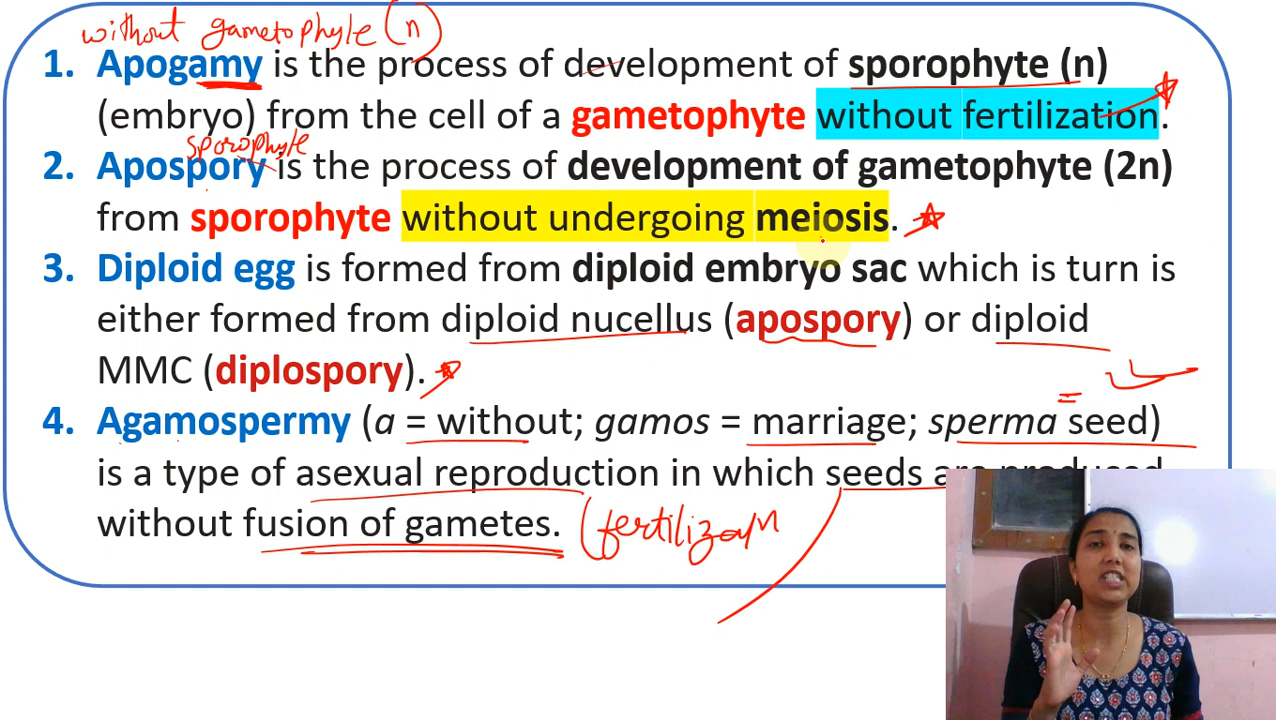 without gametophyte (n)
1. Apogamy is the process of development of sporophyte (n)
(embryo) from the cell of a gametophyte without fertilization.
sporophyte
2. Apospory is the process of development of gametophyte (2n)
from sporophyte without undergoing meiosis.
3. Diploid egg is formed from diploid embryo sac which is turn is
either formed from diploid nucellus (apospory) or diploid
MMC (diplospory).
4. Agamospermy (a = without; gamos = marriage; sperma = seed)
is a type of asexual reproduction in which seeds are produced
without fusion of gametes. (fertilizan